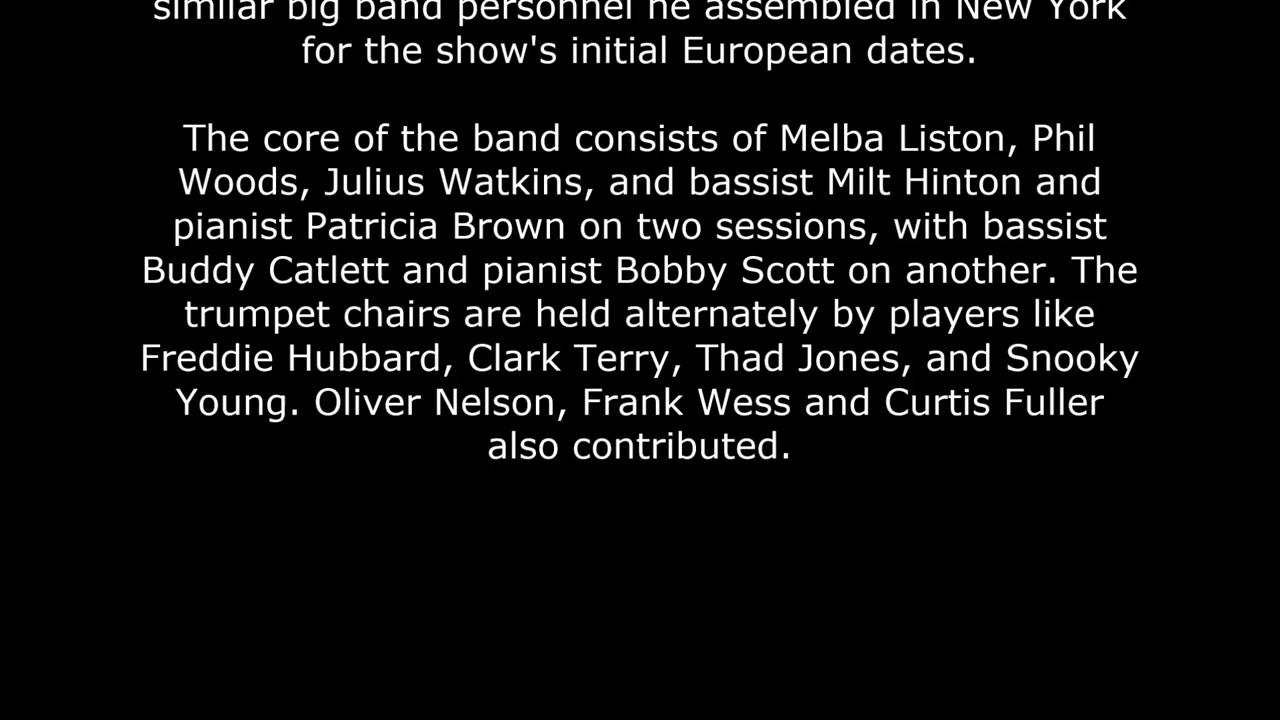 similar big band personnel he assembled in New York
for the show's initial European dates.
The core of the band consists of Melba Liston, Phil
Woods, Julius Watkins, and bassist Milt Hinton and
pianist Patricia Brown on two sessions, with bassist
Buddy Catlett and pianist Bobby Scott on another. The
trumpet chairs are held alternately by players like
Freddie Hubbard, Clark Terry, Thad Jones, and Snooky
Young. Oliver Nelson, Frank Wess and Curtis Fuller
also contributed.